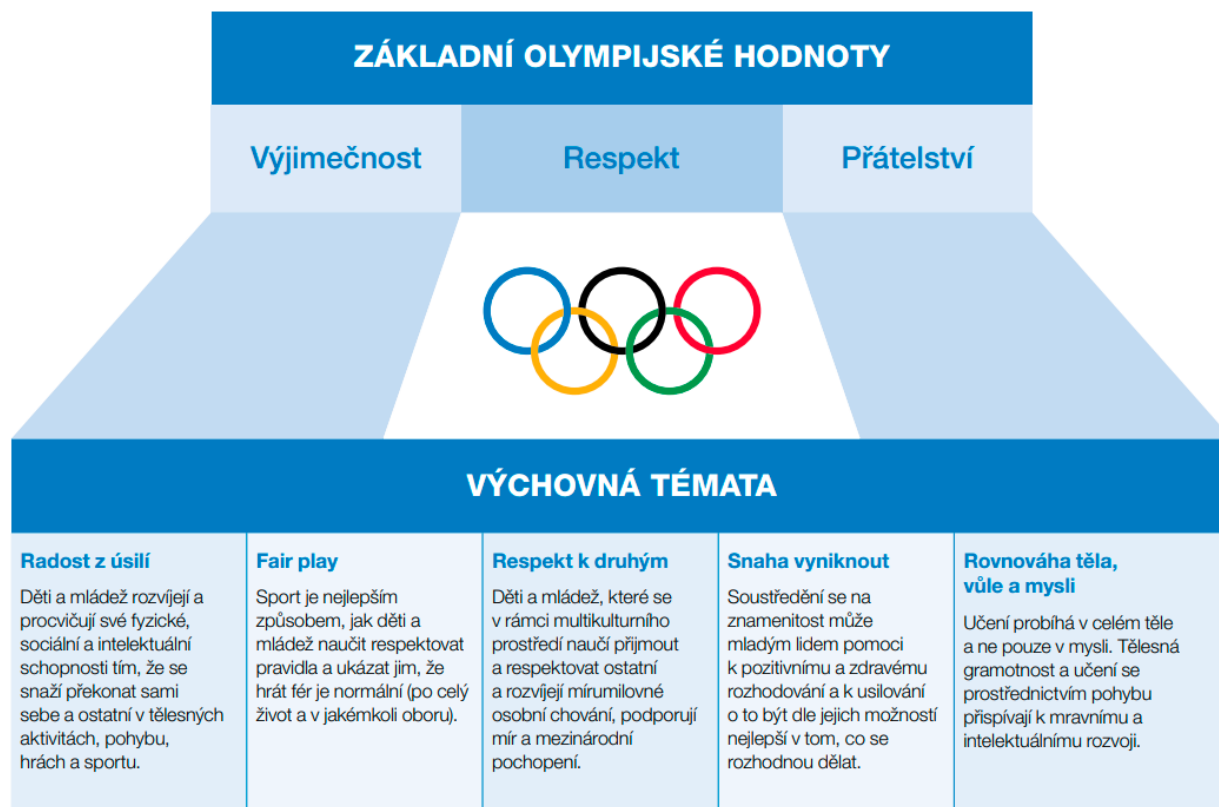 ZÁKLADNÍ OLYMPIJSKÉ HODNOTY
Výjimečnost
Respekt
Přátelství
VÝCHOVNÁ TÉMATA
Radost z úsilí
Děti a mládež rozvíjejí a
procvičují své fyzické,
sociální a intelektuální
schopnosti tím, že se
snaží překonat sami
sebe a ostatní v tělesných
aktivitách, pohybu,
hrách a sportu.
Fair play
Sport je nejlepším
způsobem, jak děti a
mládež naučit respektovat
pravidla a ukázat jim, že
hrát fér je normální (po celý
život a v jakémkoli oboru).
Respekt k druhým
Děti a mládež, které se
v rámci multikulturního
prostředí naučí přijmout
a respektovat ostatní
a rozvíjejí mírumilovné
osobní chování, podporují
mír a mezinárodní
pochopení.
Snaha vyniknout
Soustředění se na
znamenitost může
mladým lidem pomoci
k pozitivnímu a zdravému
rozhodování a k usilování
o to být dle jejich možností
nejlepší v tom, co se
rozhodnou dělat.
Rovnováha těla,
vůle a mysli
Učení probíhá v celém těle
a ne pouze v mysli. Tělesná
gramotnost a učení se
prostřednictvím pohybu
přispívají k mravnímu a
intelektuálnímu rozvoji.